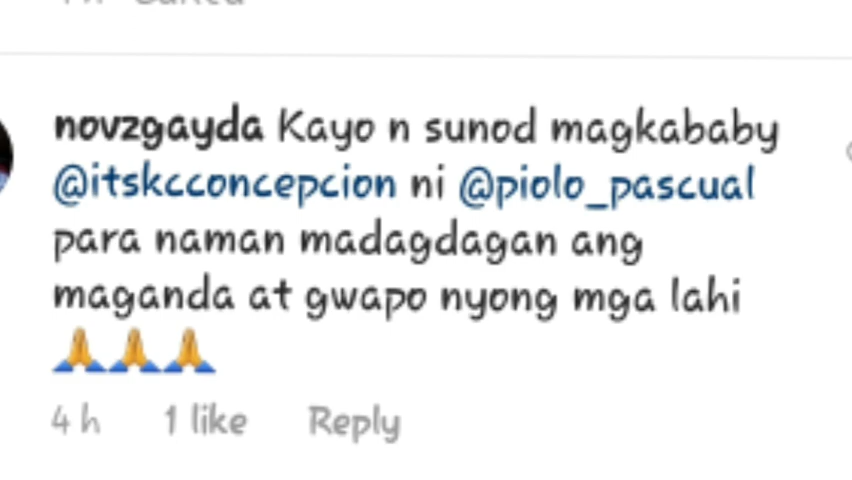 novzgayda Kayo n sunod magkababy
@itskcconcepcion ni @piolo_pascual
para naman madagdagan ang
maganda at gwapo nyong mga lahi
🙏🙏🙏
4 h 1 like Reply